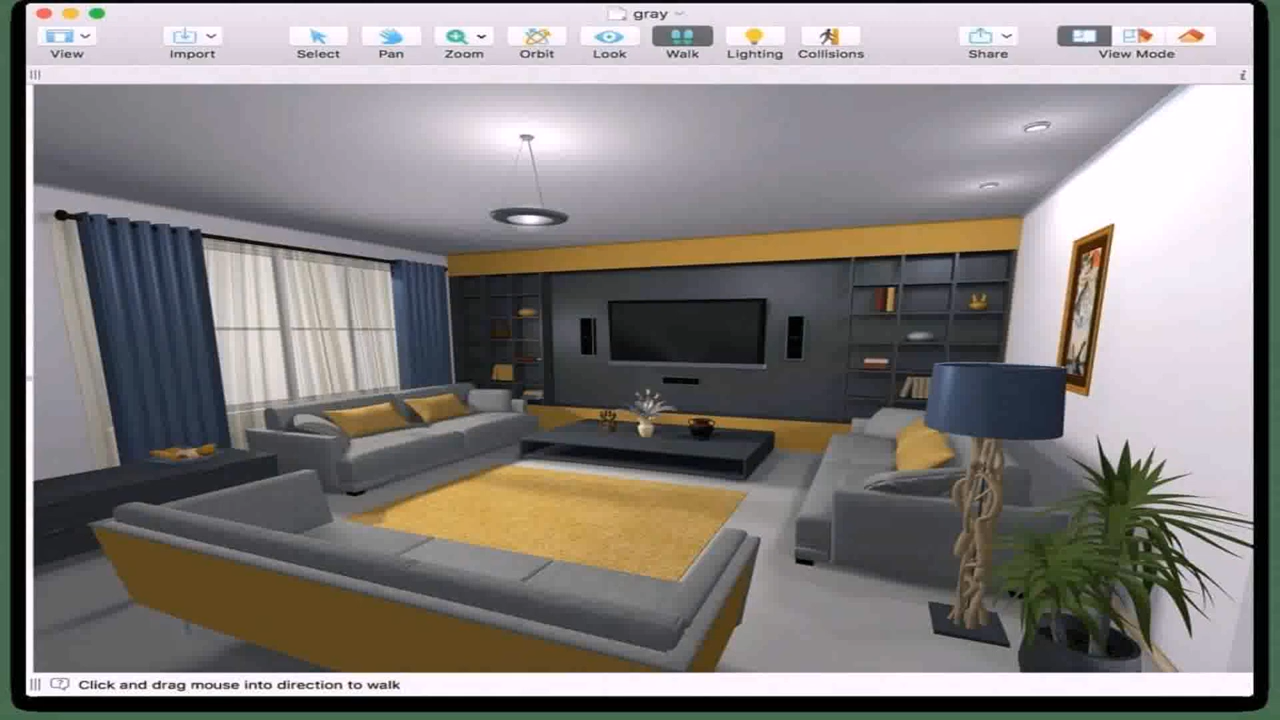 gray
View
Import
Select
Pan
Zoom
Orbit
Look
Walk
Lighting
Collisions
Share
View Mode
i
Click and drag mouse into direction to walk